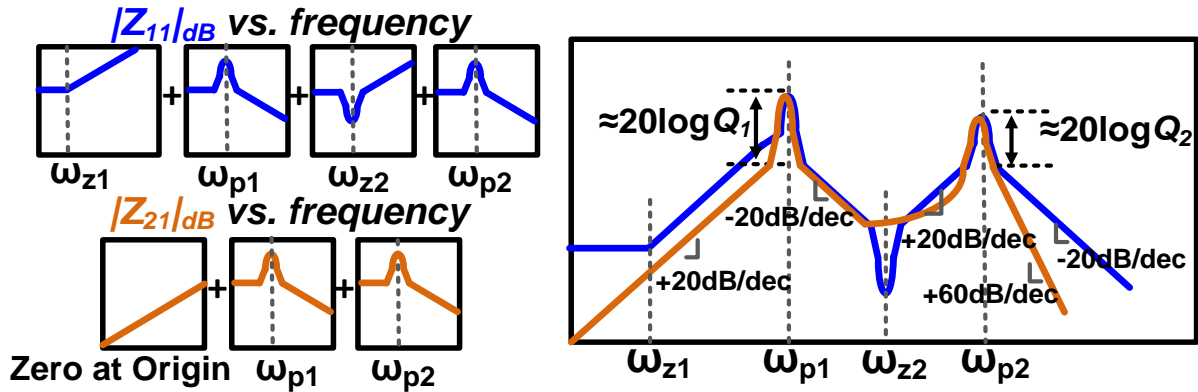 |Z11|dB vs. frequency
+ + +
ωz1 ωp1 ωz2 ωp2
|Z21|dB vs. frequency
+ +
Zero at Origin ωp1 ωp2
≈20logQ1
≈20logQ2
-20dB/dec
+20dB/dec
+20dB/dec
-20dB/dec
+60dB/dec
ωz1 ωp1 ωz2 ωp2